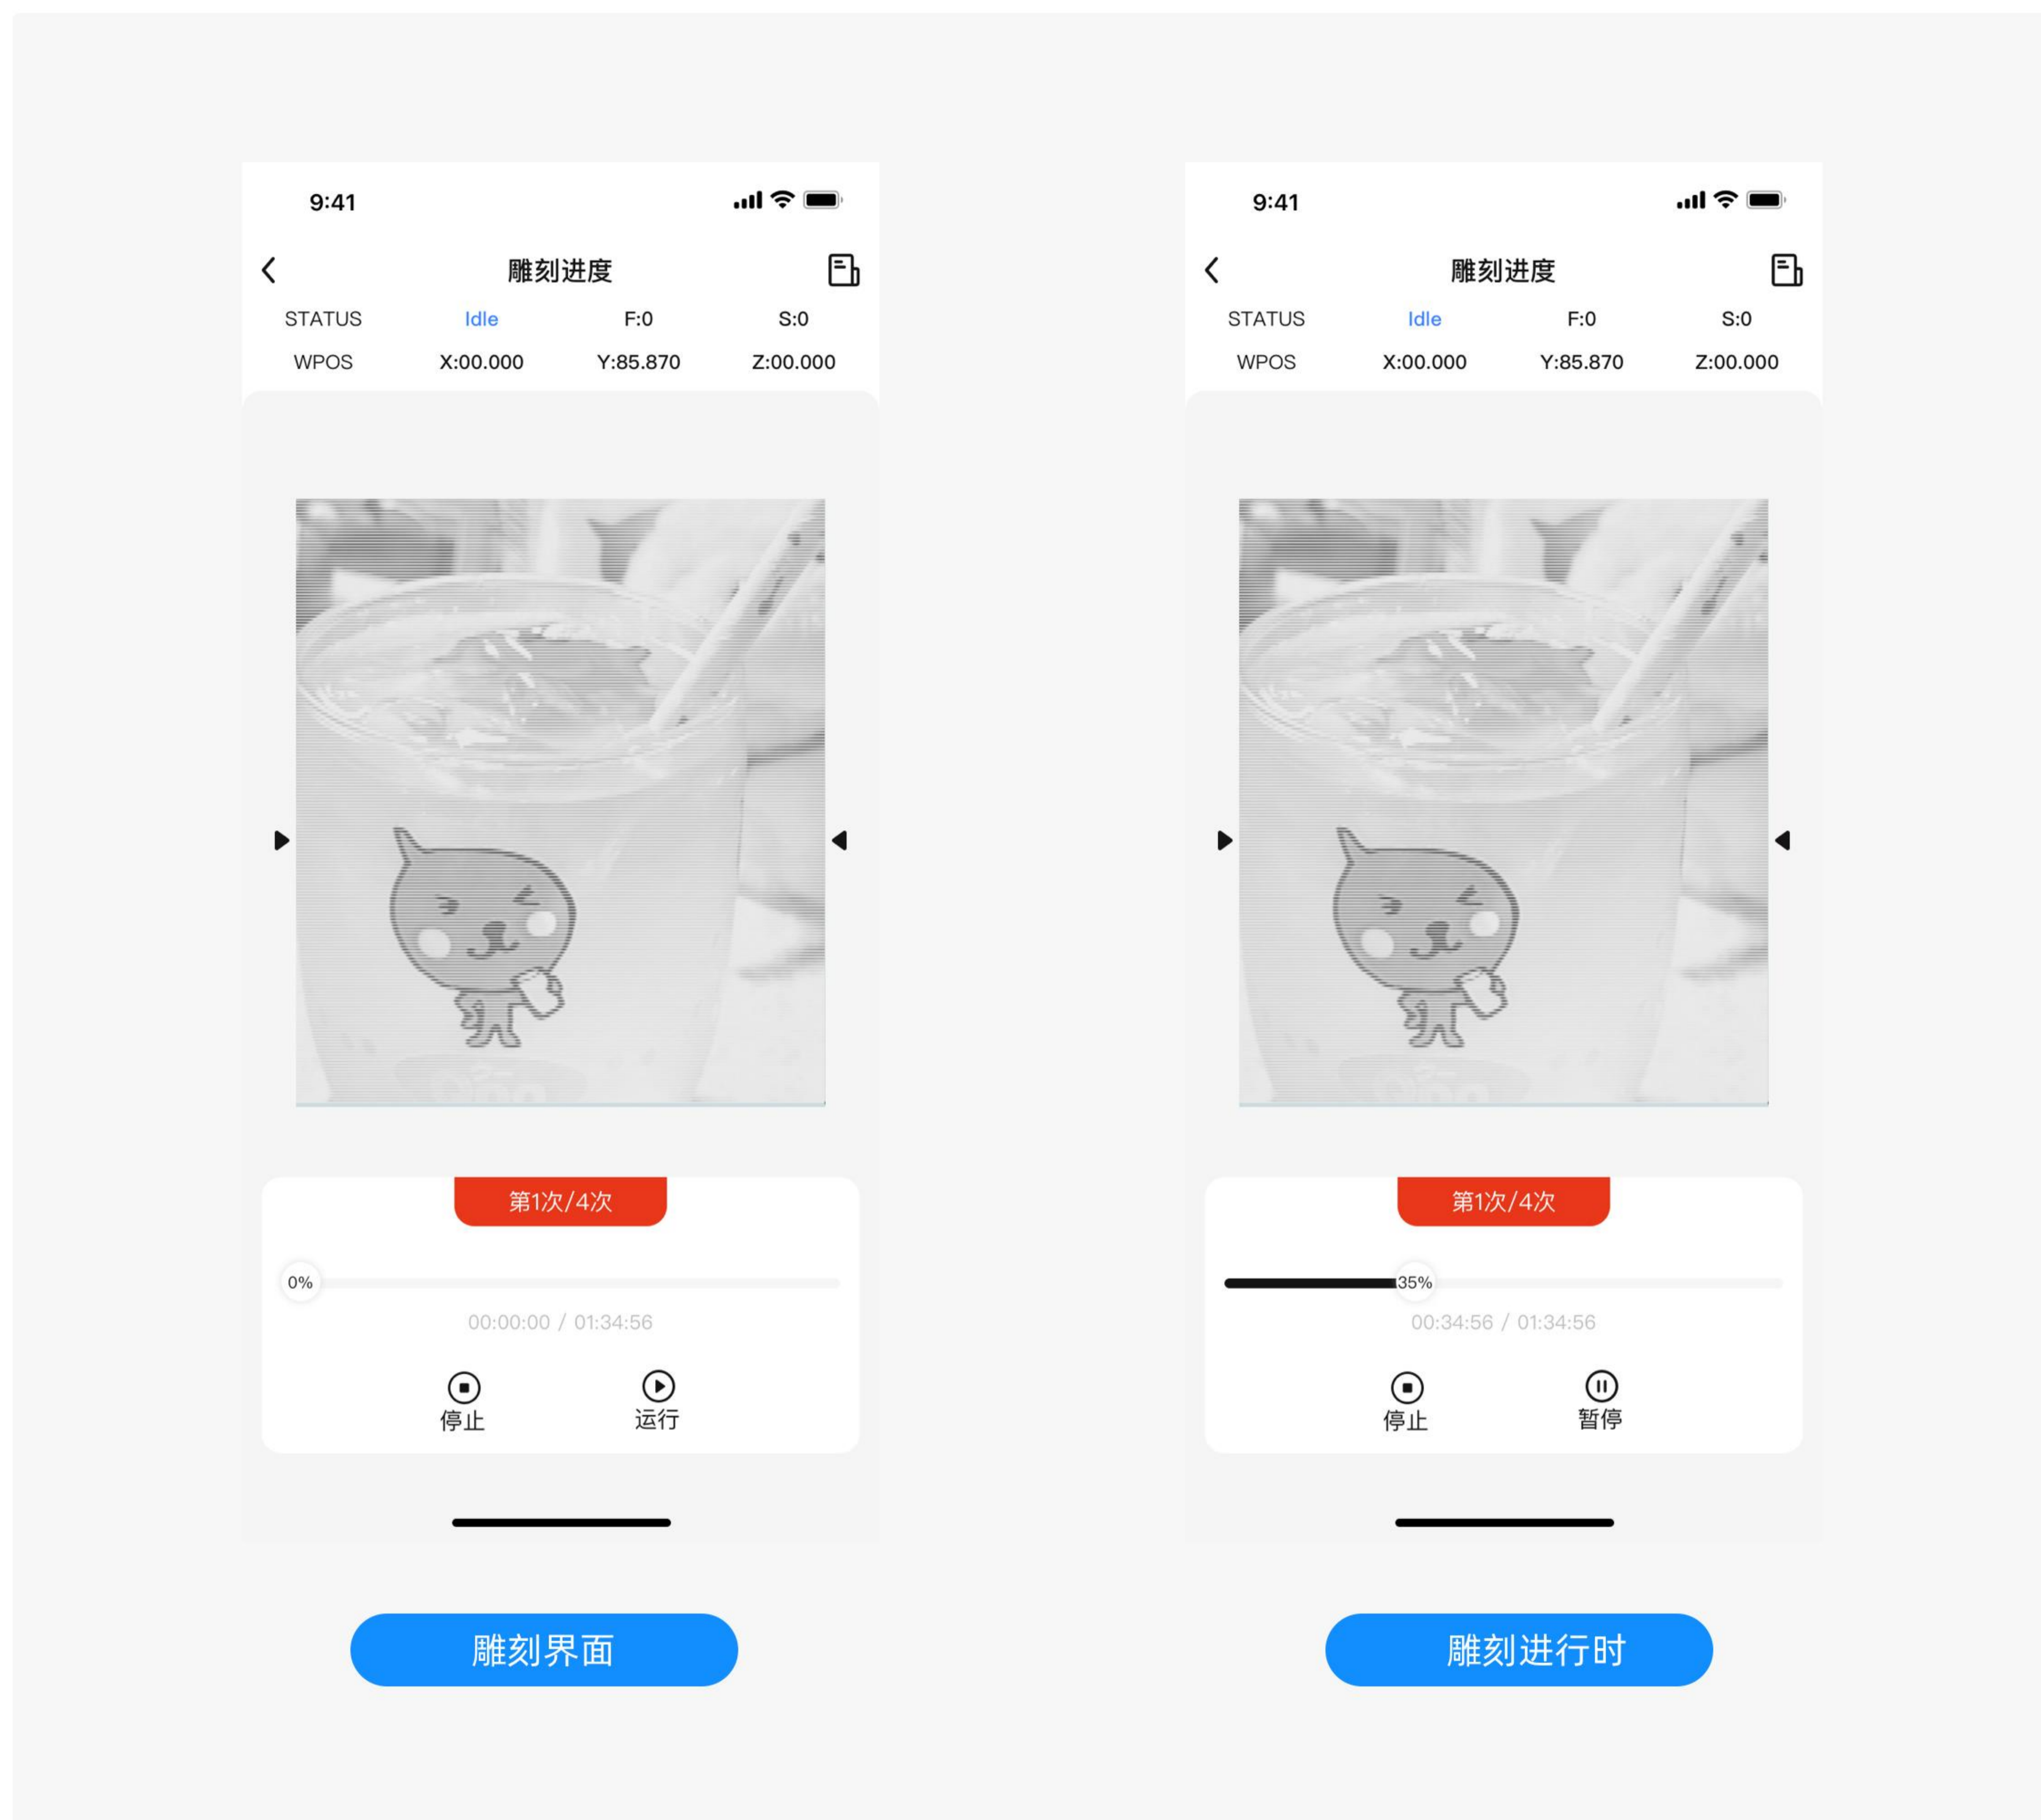 9:41
雕刻进度
STATUS Idle F:0 S:0
WPOS X:00.000 Y:85.870 Z:00.000
第1次/4次
0%
00:00:00 / 01:34:56
停止 运行
雕刻界面
9:41
雕刻进度
STATUS Idle F:0 S:0
WPOS X:00.000 Y:85.870 Z:00.000
第1次/4次
35%
00:34:56 / 01:34:56
停止 暂停
雕刻进行时